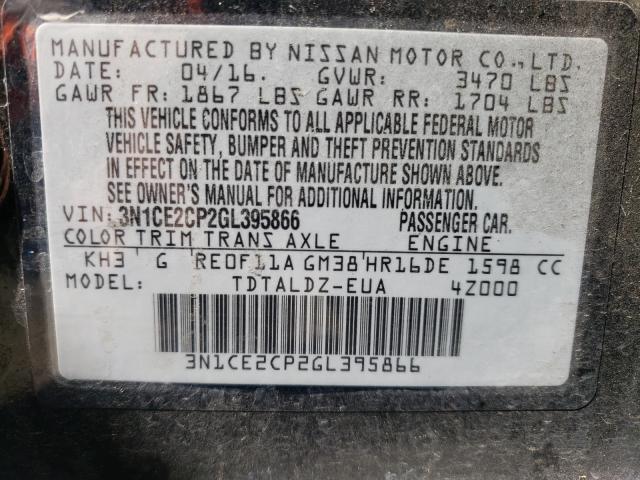 MANUFACTURED BY NISSAN MOTOR CO.,LTD.
DATE: 04/16. GVWR: 3470 LBS
GAWR FR: 1867 LBS GAWR RR: 1704 LBS
THIS VEHICLE CONFORMS TO ALL APPLICABLE FEDERAL MOTOR
VEHICLE SAFETY, BUMPER AND THEFT PREVENTION STANDARDS
IN EFFECT ON THE DATE OF MANUFACTURE SHOWN ABOVE.
SEE OWNER'S MANUAL FOR ADDITIONAL INFORMATION.
VIN: 3N1CE2CP2GL395866 PASSENGER CAR.
COLOR TRIM TRANS AXLE ENGINE
KH3 G RE0F11A GM38 HR16DE 1598 CC
MODEL: TDTALDZ-EUA 4Z000
3N1CE2CP2GL395866